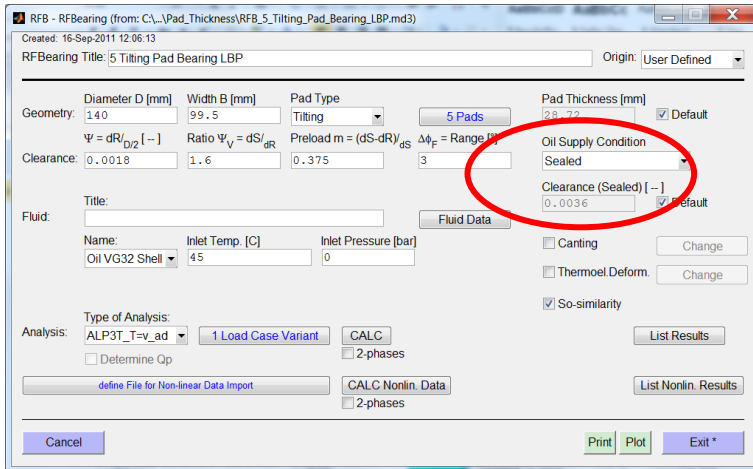 RFB - RFBearing (from: C:\...\Pad_Thickness\RFB_5_Tilting_Pad_Bearing_LBP.md3)
Created: 16-Sep-2011 12:06:13
RFBearing Title: 5 Tilting Pad Bearing LBP Origin: User Defined
Diameter D [mm] Width B [mm] Pad Type Pad Thickness [mm]
Geometry: 140 99.5 Tilting 5 Pads 28.72 Default
Ψ = dR/D/2 [ -- ] Ratio ΨV = dS/dR Preload m = (dS-dR)/dS ΔϕF = Range [°] Oil Supply Condition
Clearance: 0.0018 1.6 0.375 3 Sealed
Clearance (Sealed) [ -- ]
0.0036 Default
Title:
Fluid: Fluid Data
Name: Inlet Temp. [C] Inlet Pressure [bar] Canting Change
Oil VG32 Shell 45 0
Thermoel.Deform. Change
So-similarity
Type of Analysis:
Analysis: ALP3T_T=v_ad 1 Load Case Variant CALC List Results
Determine Qp 2-phases
define File for Non-linear Data Import CALC Nonlin. Data List Nonlin. Results
2-phases
Cancel Print Plot Exit *